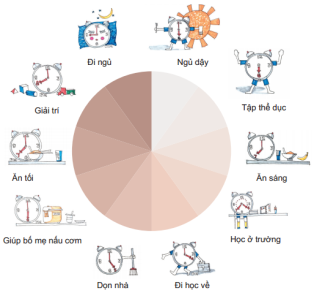 Đi ngủ
Ngủ dậy
Giải trí
Tập thể dục
Ăn tối
Ăn sáng
Giúp bố mẹ nấu cơm
Học ở trường
Dọn nhà
Đi học về